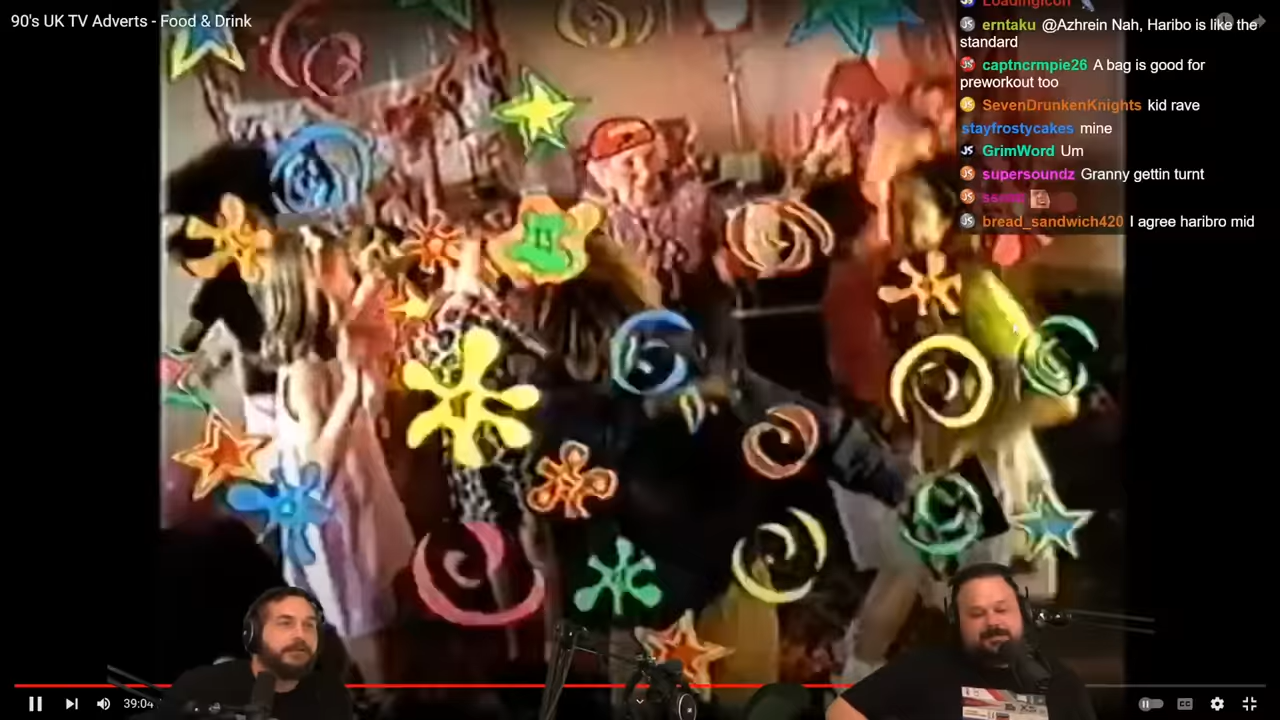 90's UK TV Adverts - Food & Drink
LoadingIcon
erntaku @Azhrein Nah, Haribo is like the
standard
captncrmpie26 A bag is good for
preworkout too
SevenDrunkenKnights kid rave
stayfrostycakes mine
GrimWord Um
supersoundz Granny gettin turnt
bread_sandwich420 I agree haribro mid
39:04